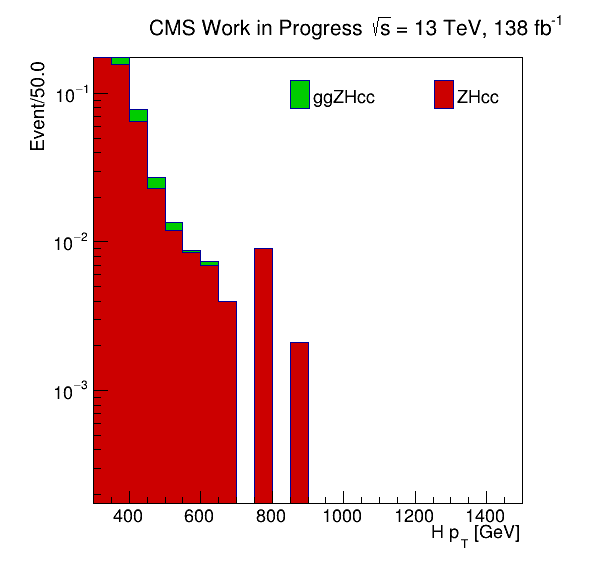 CMS Work in Progress √s = 13 TeV, 138 fb⁻¹
Event/50.0
ggZHcc ZHcc
10⁻¹
10⁻²
10⁻³
400 600 800 1000 1200 1400
H p_T [GeV]